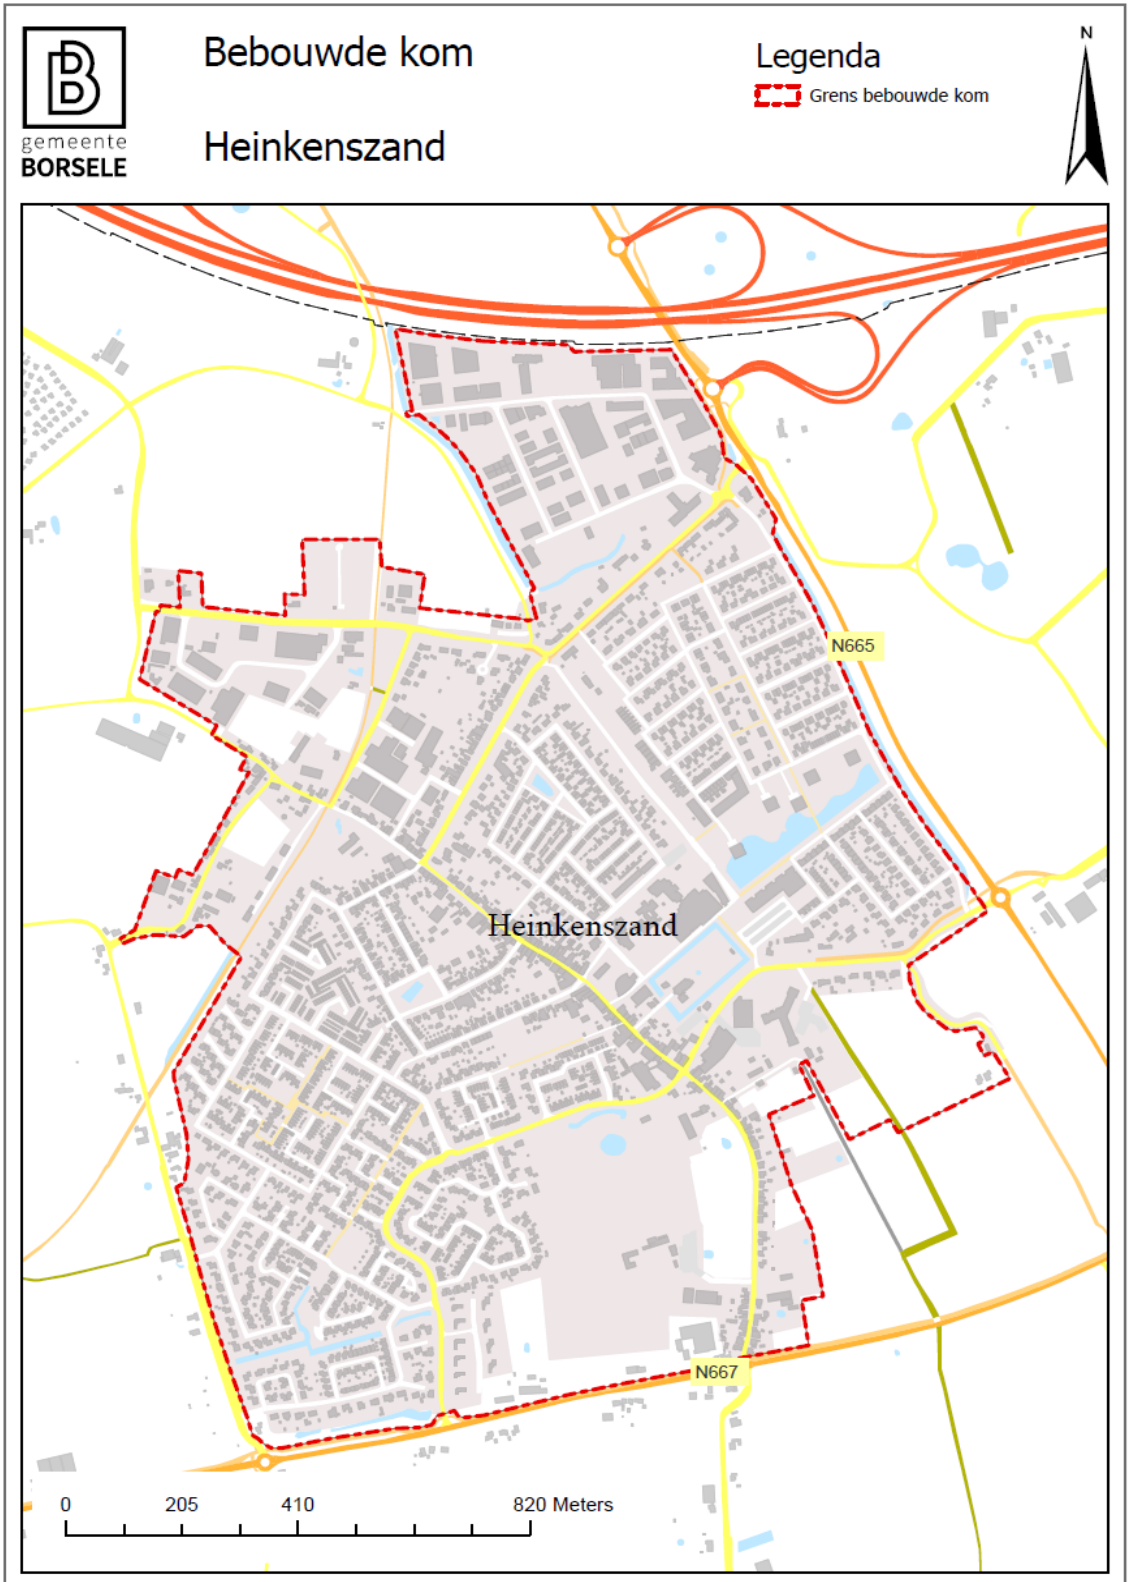 gemeente
BORSELE
Bebouwde kom
Heinkenszand
Legenda
Grens bebouwde kom
N
N665
Heinkenszand
N667
0 205 410 820 Meters